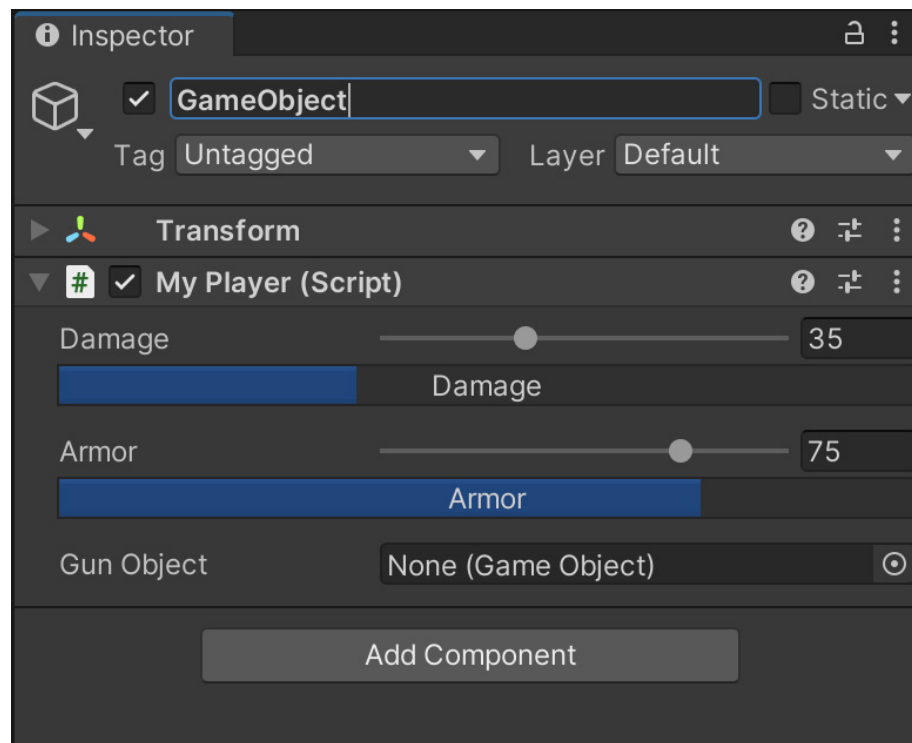 Inspector
GameObject Static
Tag Untagged Layer Default
Transform
# My Player (Script)
Damage 35
Damage
Armor 75
Armor
Gun Object None (Game Object)
Add Component